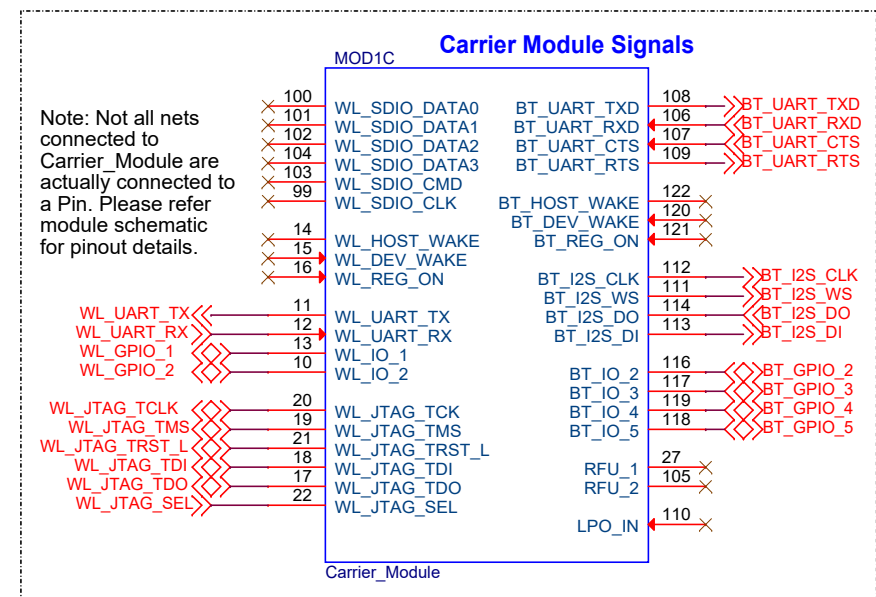 Carrier Module Signals
MOD1C
Note: Not all nets
connected to
Carrier_Module are
actually connected to
a Pin. Please refer
module schematic
for pinout details.
100 WL_SDIO_DATA0
101 WL_SDIO_DATA1
102 WL_SDIO_DATA2
104 WL_SDIO_DATA3
103 WL_SDIO_CMD
99 WL_SDIO_CLK
14 WL_HOST_WAKE
15 WL_DEV_WAKE
16 WL_REG_ON
WL_UART_TX 11 WL_UART_TX
WL_UART_RX 12 WL_UART_RX
WL_GPIO_1 13 WL_IO_1
WL_GPIO_2 10 WL_IO_2
WL_JTAG_TCLK 20 WL_JTAG_TCK
WL_JTAG_TMS 19 WL_JTAG_TMS
WL_JTAG_TRST_L 21 WL_JTAG_TRST_L
WL_JTAG_TDI 18 WL_JTAG_TDI
WL_JTAG_TDO 17 WL_JTAG_TDO
WL_JTAG_SEL 22 WL_JTAG_SEL
BT_UART_TXD 108 BT_UART_TXD
BT_UART_RXD 106 BT_UART_RXD
BT_UART_CTS 107 BT_UART_CTS
BT_UART_RTS 109 BT_UART_RTS
BT_HOST_WAKE 122
BT_DEV_WAKE 120
BT_REG_ON 121
BT_I2S_CLK 112 BT_I2S_CLK
BT_I2S_WS 111 BT_I2S_WS
BT_I2S_DO 114 BT_I2S_DO
BT_I2S_DI 113 BT_I2S_DI
BT_IO_2 116 BT_GPIO_2
BT_IO_3 117 BT_GPIO_3
BT_IO_4 119 BT_GPIO_4
BT_IO_5 118 BT_GPIO_5
RFU_1 27
RFU_2 105
LPO_IN 110
Carrier_Module